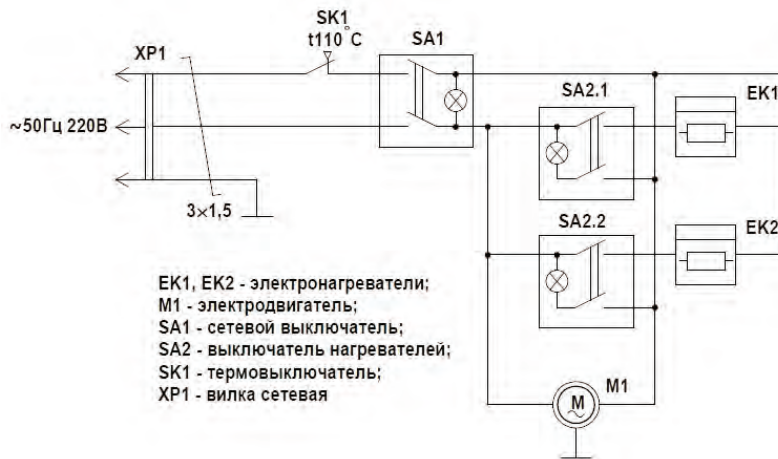 SK1
t110°C
SA1
XP1
SA2.1
EK1
~50Гц 220В
3×1,5
SA2.2
EK2
EK1, EK2 - электронагреватели;
M1 - электродвигатель;
SA1 - сетевой выключатель;
SA2 - выключатель нагревателей;
SK1 - термовыключатель;
XP1 - вилка сетевая
M1
M
~